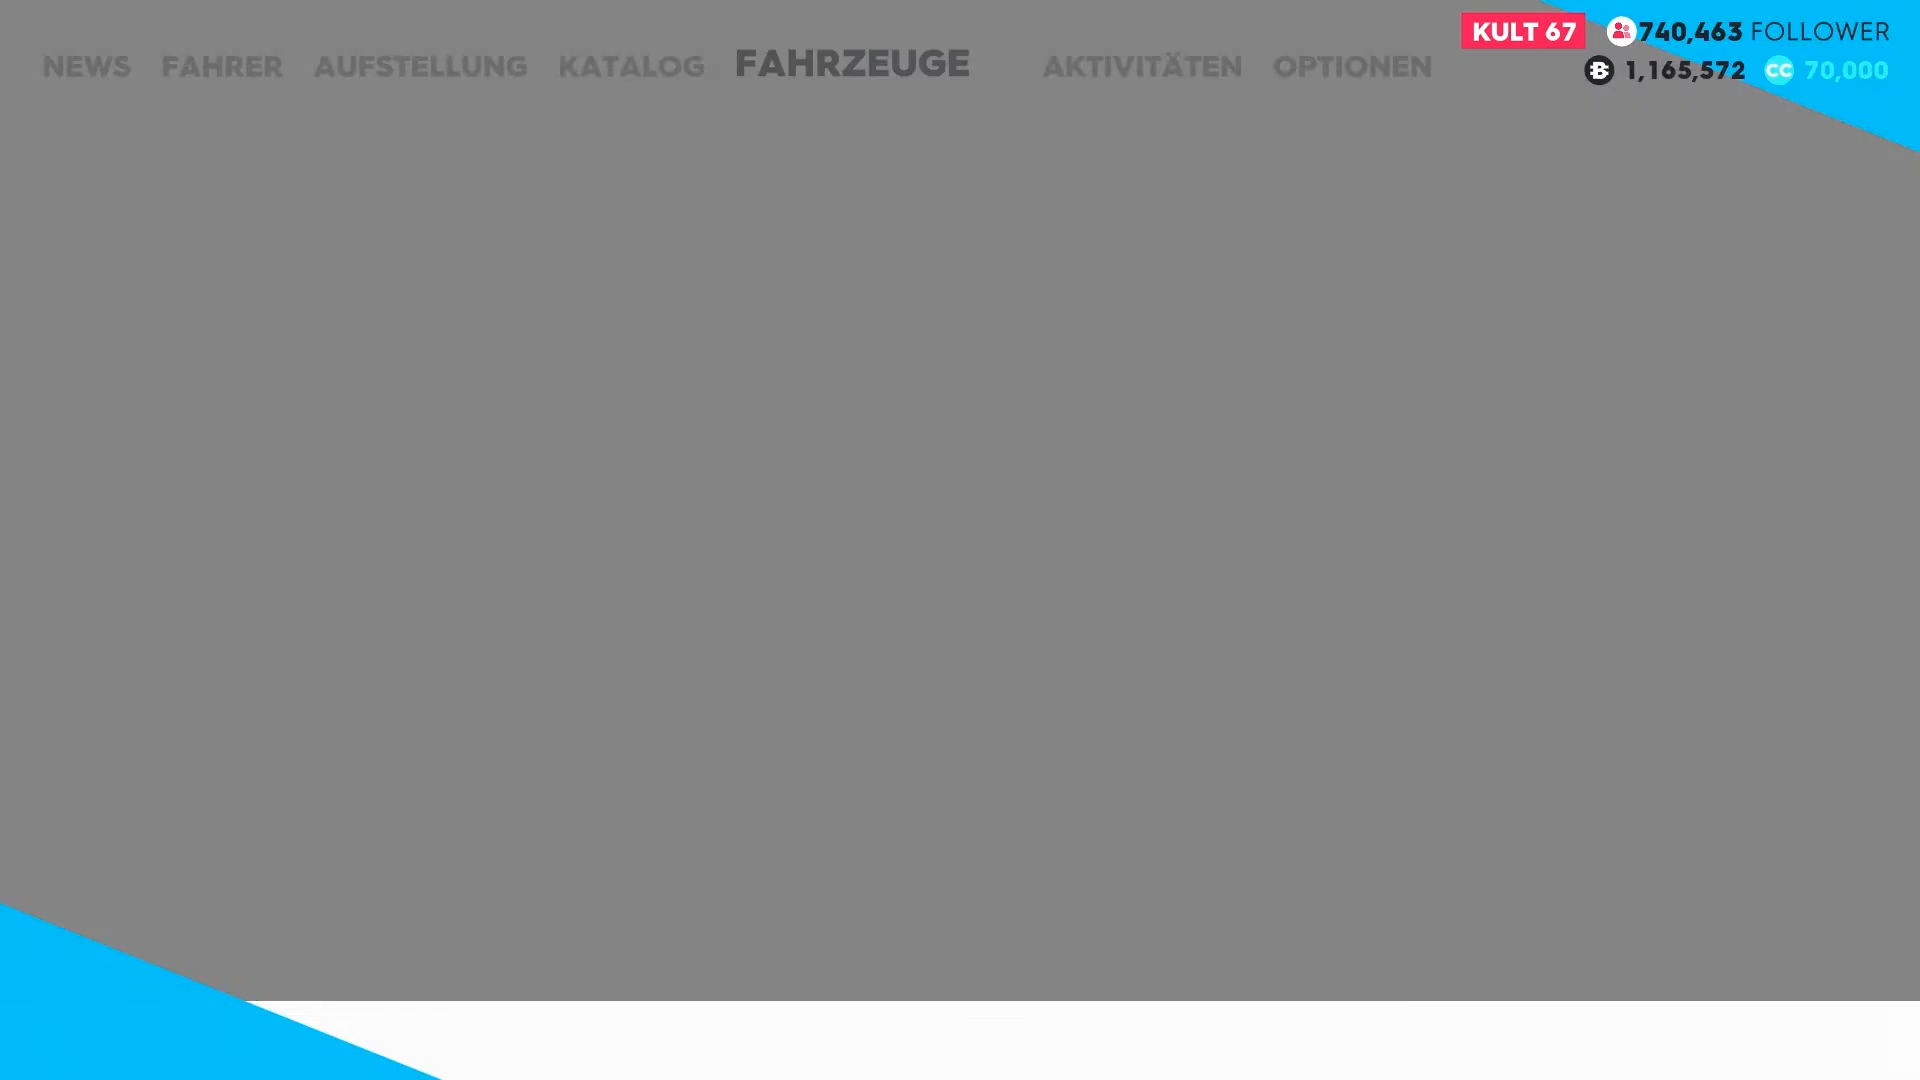 NEWS FAHRER AUFSTELLUNG KATALOG FAHRZEUGE AKTIVITÄTEN OPTIONEN
KULT 67 740,463 FOLLOWER
1,165,572 CC 70,000